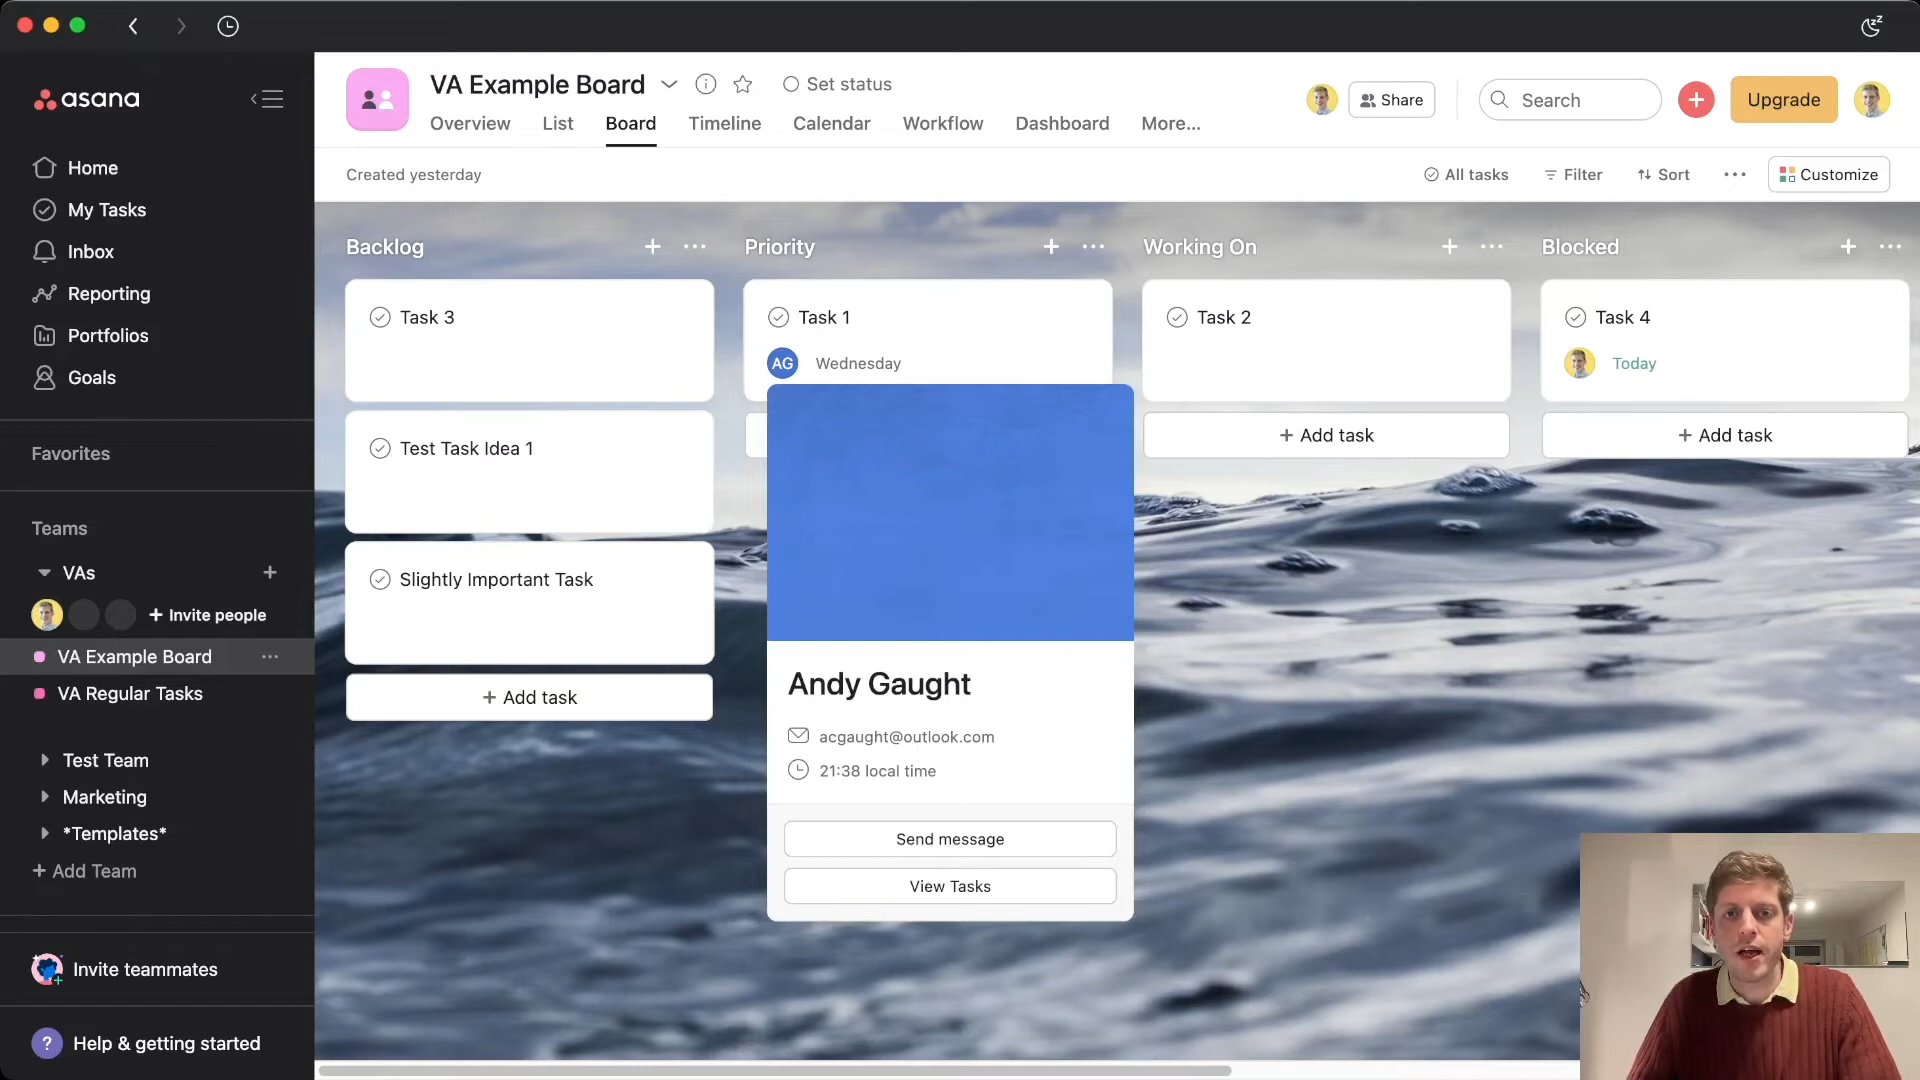 asana
Home
My Tasks
Inbox
Reporting
Portfolios
Goals
Favorites
Teams
VAs
Invite people
VA Example Board
VA Regular Tasks
Test Team
Marketing
*Templates*
+ Add Team
Invite teammates
? Help & getting started
VA Example Board
Set status
Share
Search
Upgrade
Overview List Board Timeline Calendar Workflow Dashboard More...
Created yesterday
All tasks
Filter
Sort
Customize
Backlog
Task 3
Test Task Idea 1
Slightly Important Task
+ Add task
Priority
Task 1
AG Wednesday
Andy Gaught
acgaught@outlook.com
21:38 local time
Send message
View Tasks
Working On
Task 2
+ Add task
Blocked
Task 4
Today
+ Add task